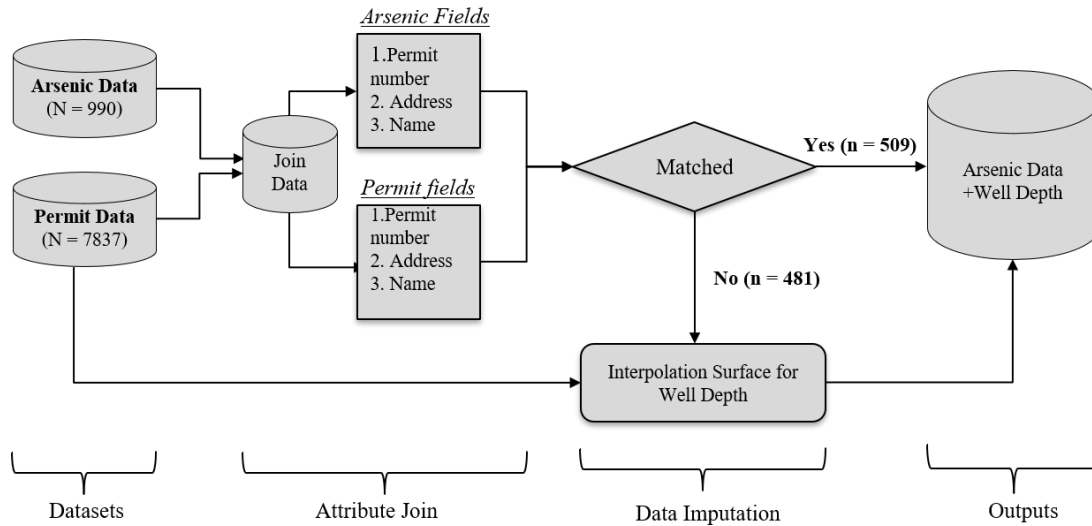 Arsenic Data
(N = 990)
Permit Data
(N = 7837)
Join
Data
Arsenic Fields
1.Permit
number
2. Address
3. Name
Permit fields
1.Permit
number
2. Address
3. Name
Matched
Yes (n = 509)
No (n = 481)
Interpolation Surface for
Well Depth
Arsenic Data
+Well Depth
Datasets
Attribute Join
Data Imputation
Outputs